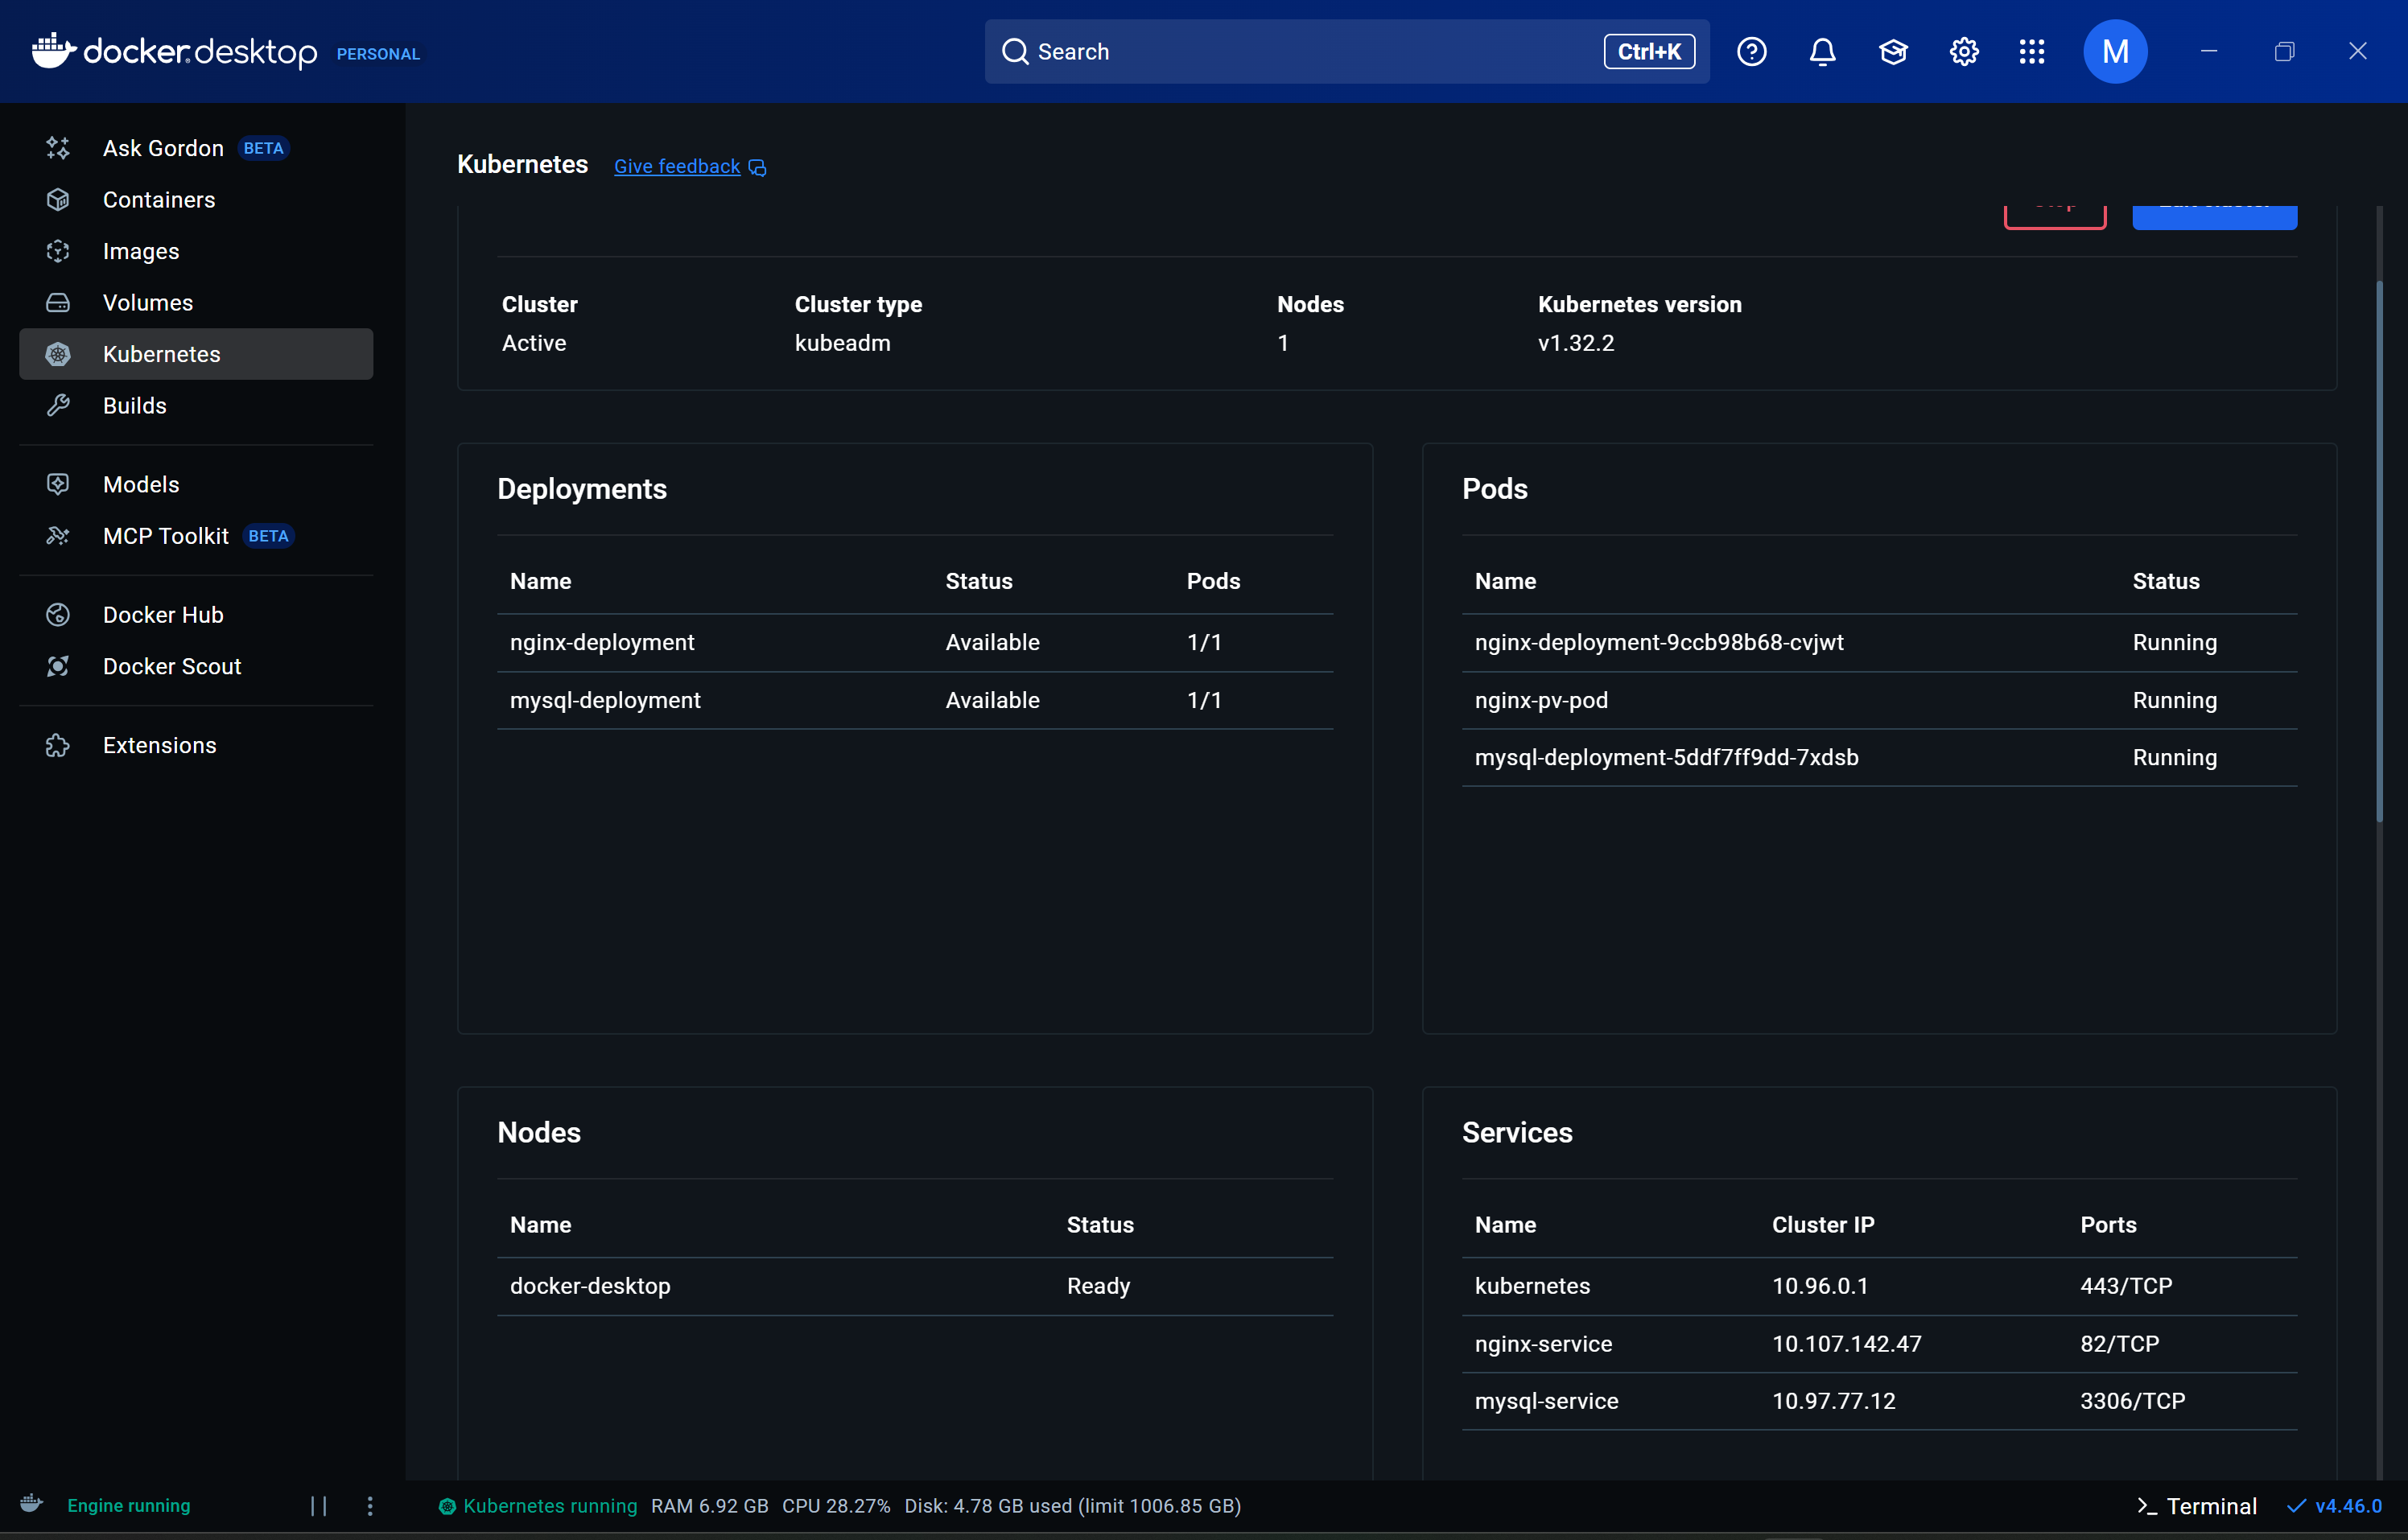 docker.desktop PERSONAL
Search Ctrl+K
M
Ask Gordon BETA
Containers
Images
Volumes
Kubernetes
Builds
Models
MCP Toolkit BETA
Docker Hub
Docker Scout
Extensions
Kubernetes Give feedback
Cluster Cluster type Nodes Kubernetes version
Active kubeadm 1 v1.32.2
Deployments
Name Status Pods
nginx-deployment Available 1/1
mysql-deployment Available 1/1
Pods
Name Status
nginx-deployment-9ccb98b68-cvjwt Running
nginx-pv-pod Running
mysql-deployment-5ddf7ff9dd-7xdsb Running
Nodes
Name Status
docker-desktop Ready
Services
Name Cluster IP Ports
kubernetes 10.96.0.1 443/TCP
nginx-service 10.107.142.47 82/TCP
mysql-service 10.97.77.12 3306/TCP
Engine running Kubernetes running RAM 6.92 GB CPU 28.27% Disk: 4.78 GB used (limit 1006.85 GB) Terminal v4.46.0